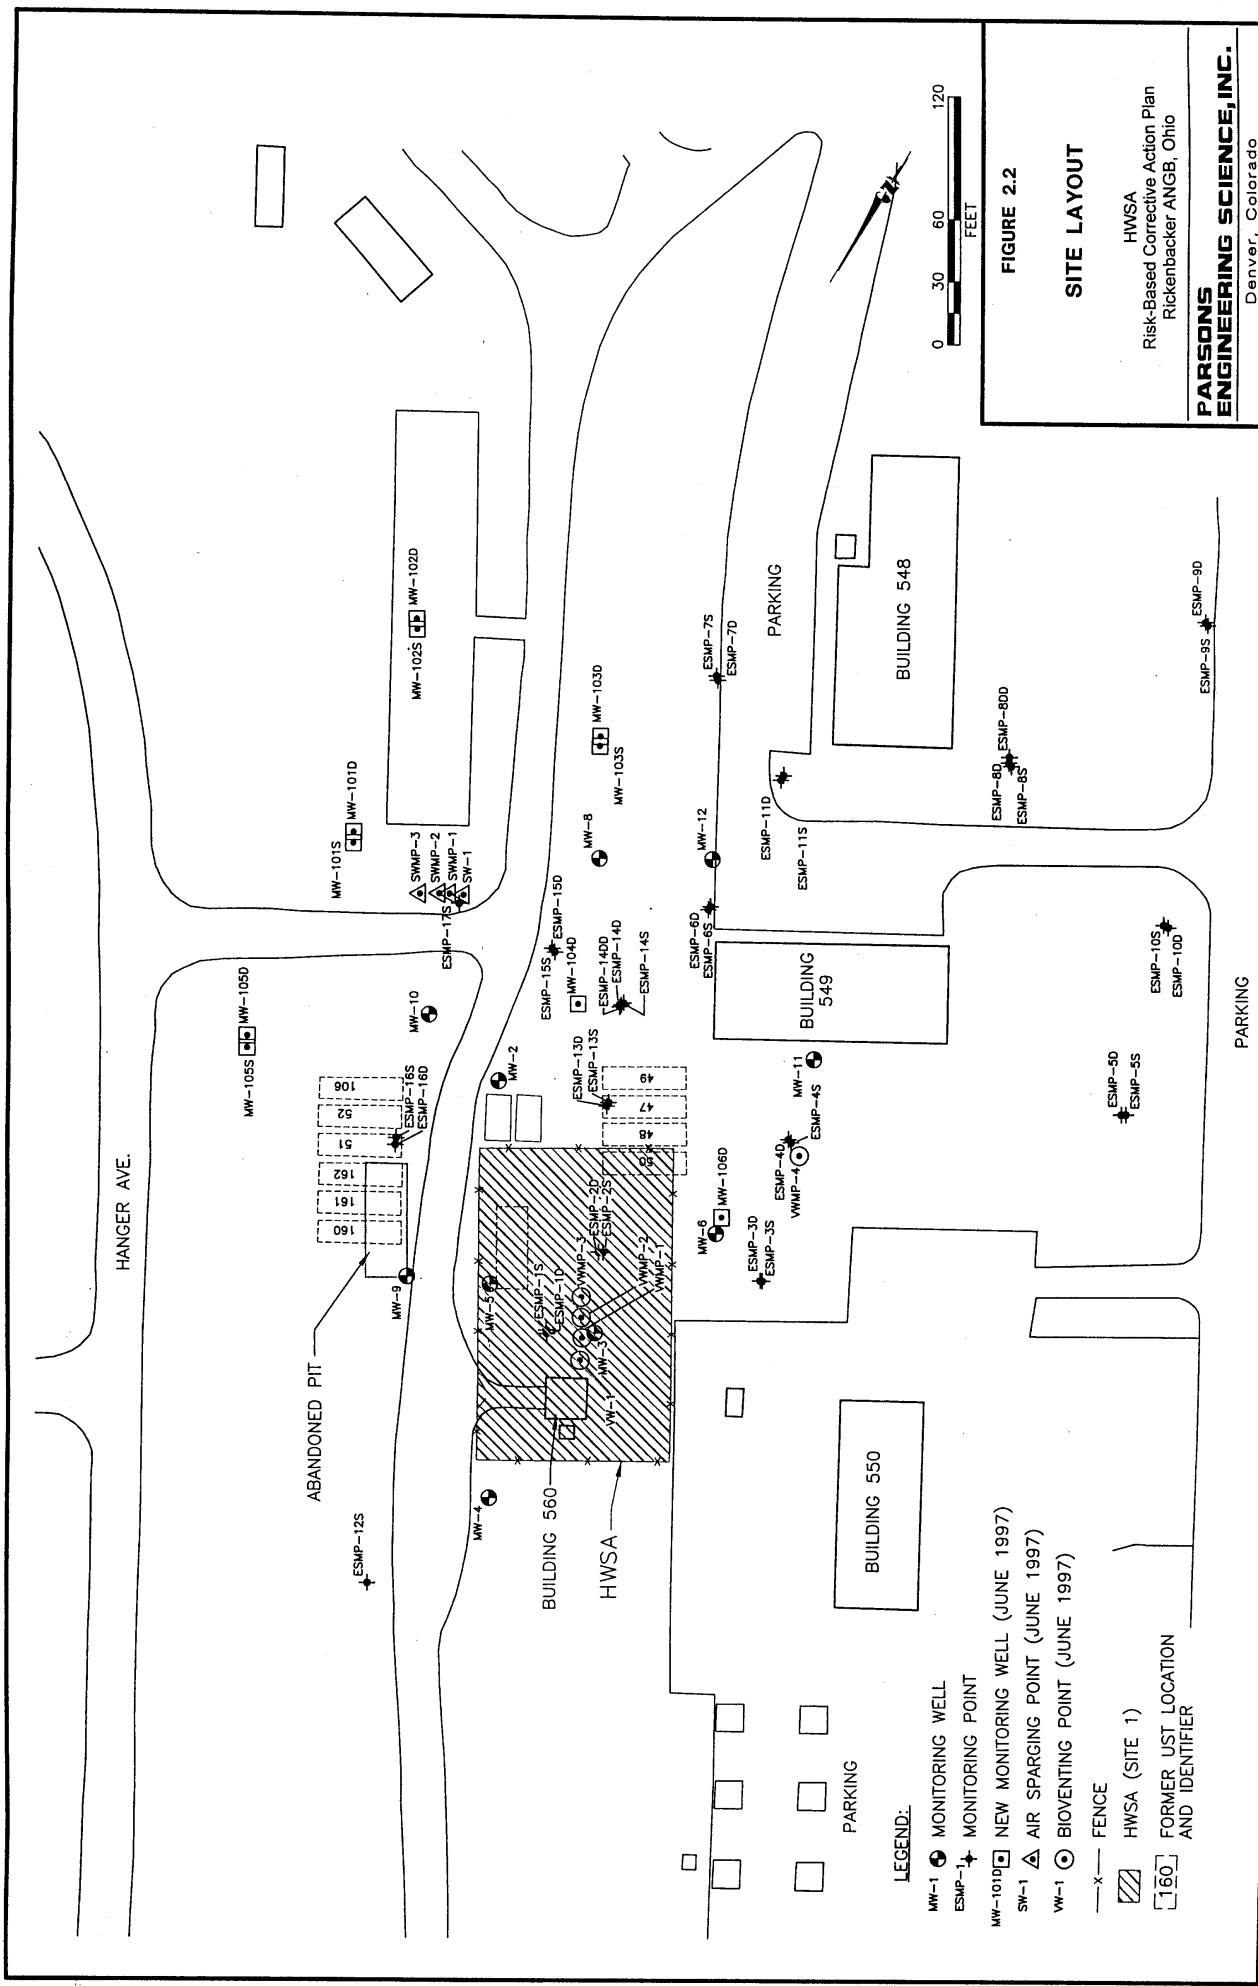 HANGER AVE.
ABANDONED PIT
MW-105S
MW-105D
MW-101S
MW-101D
MW-102S
MW-102D
160
161
162
51
52
106
ESMP-16S
ESMP-16D
MW-10
SWMP-3
SWMP-2
SWMP-1
SW-1
ESMP-17S
ESMP-12S
MW-9
MW-4
MW-5
MW-2
ESMP-15S
ESMP-15D
MW-104D
ESMP-14DD
ESMP-14D
ESMP-14S
MW-8
MW-103D
MW-103S
BUILDING 560
HWSA
VW-1
MW-3
ESMP-1S
ESMP-1D
VWMP-3
VWMP-2
VWMP-1
ESMP-2D
ESMP-2S
50
48
47
49
ESMP-13D
ESMP-13S
MW-6
MW-106D
ESMP-3D
ESMP-3S
ESMP-4D
VWMP-4
ESMP-4S
MW-11
BUILDING
549
ESMP-6D
ESMP-6S
MW-12
ESMP-7S
ESMP-7D
PARKING
ESMP-11D
ESMP-11S
BUILDING 548
ESMP-8D
ESMP-8S
ESMP-8DD
ESMP-9S
ESMP-9D
ESMP-10S
ESMP-10D
ESMP-5D
ESMP-5S
PARKING
BUILDING 550
PARKING
LEGEND:
MW-1 MONITORING WELL
ESMP-1 MONITORING POINT
MW-101D NEW MONITORING WELL (JUNE 1997)
SW-1 AIR SPARGING POINT (JUNE 1997)
VW-1 BIOVENTING POINT (JUNE 1997)
x FENCE
HWSA (SITE 1)
160 FORMER UST LOCATION
AND IDENTIFIER
0 30 60 120
FEET
FIGURE 2.2
SITE LAYOUT
HWSA
Risk-Based Corrective Action Plan
Rickenbacker ANGB, Ohio
PARSONS
ENGINEERING SCIENCE, INC.
Denver, Colorado